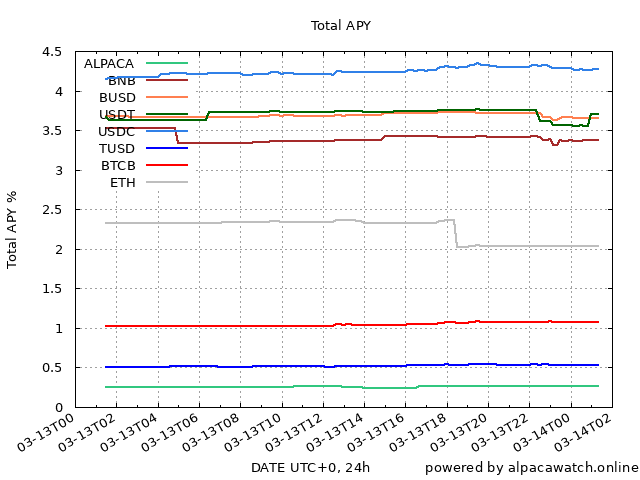 Total APY
4.5
4
3.5
3
2.5
2
1.5
1
0.5
0
Total APY %
ALPACA
BNB
BUSD
USDT
USDC
TUSD
BTCB
ETH
03-13T00
03-13T02
03-13T04
03-13T06
03-13T08
03-13T10
03-13T12
03-13T14
03-13T16
03-13T18
03-13T20
03-13T22
03-14T00
03-14T02
DATE UTC+0, 24h
powered by alpacawatch.online